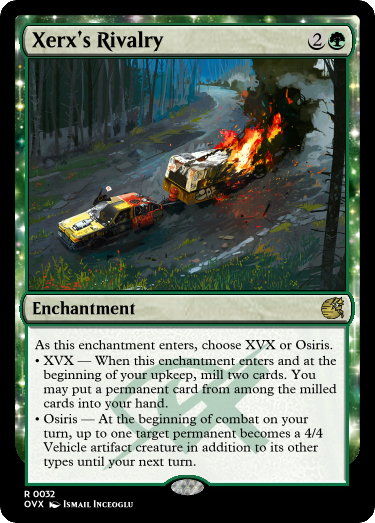 Xerx's Rivalry 2
Enchantment
As this enchantment enters, choose XVX or Osiris.
• XVX — When this enchantment enters and at the
beginning of your upkeep, mill two cards. You
may put a permanent card from among the milled
cards into your hand.
• Osiris — At the beginning of combat on your
turn, up to one target permanent becomes a 4/4
Vehicle artifact creature in addition to its other
types until your next turn.
R 0032
OVX Ismail Inceoglu